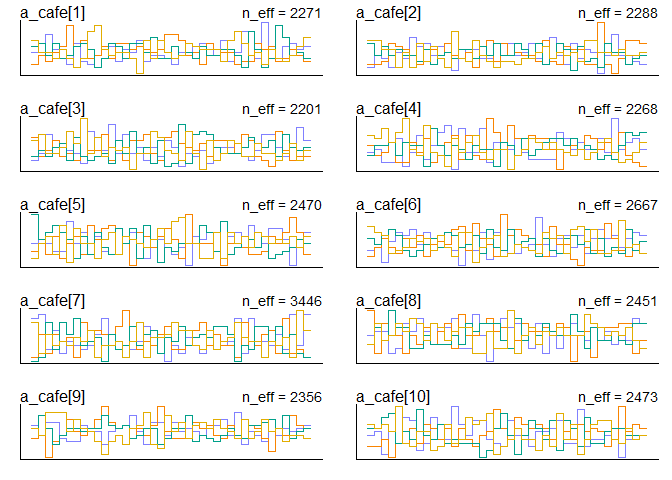 a_cafe[1] n_eff = 2271 a_cafe[2] n_eff = 2288
a_cafe[3] n_eff = 2201 a_cafe[4] n_eff = 2268
a_cafe[5] n_eff = 2470 a_cafe[6] n_eff = 2667
a_cafe[7] n_eff = 3446 a_cafe[8] n_eff = 2451
a_cafe[9] n_eff = 2356 a_cafe[10] n_eff = 2473